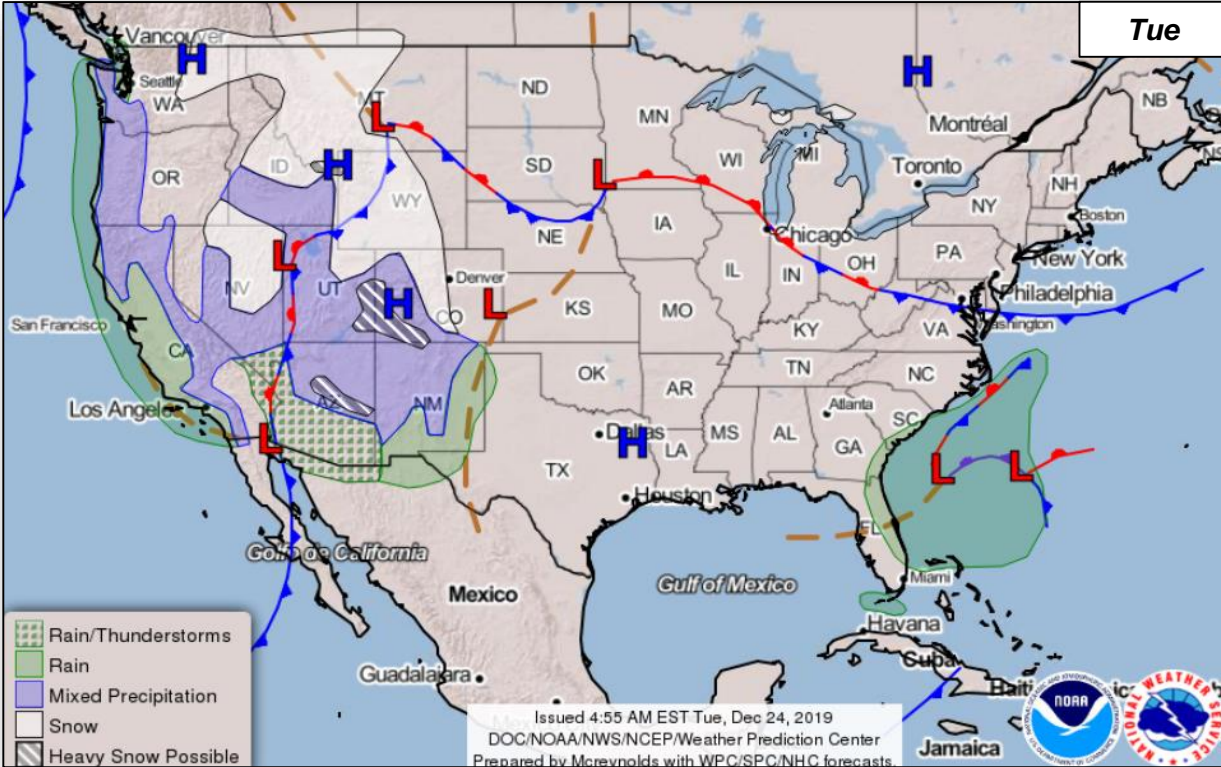 Tue
Vancouver
H
Seattle
WA
MT
L
ND
MN
H
NB
Montréal
OR
ID
H
WY
SD
L
WI
MI
Toronto
NH
NY
Boston
L
NV
UT
H
Denver
CO
L
NE
IA
Chicago
IL
IN
OH
PA
New York
Philadelphia
Washington
San Francisco
CA
KS
MO
KY
VA
Los Angeles
AZ
NM
OK
AR
TN
NC
L
Dallas
H
LA
MS
AL
Atlanta
GA
SC
L
L
TX
Houston
FL
Golfo de California
Mexico
Gulf of Mexico
Miami
Havana
Cuba
Haiti
Guadalajara
Jamaica
Rain/Thunderstorms
Rain
Mixed Precipitation
Snow
Heavy Snow Possible
Issued 4:55 AM EST Tue, Dec 24, 2019
DOC/NOAA/NWS/NCEP/Weather Prediction Center
Prepared by Mcreynolds with WPC/SPC/NHC forecasts.
NOAA
NATIONAL WEATHER SERVICE